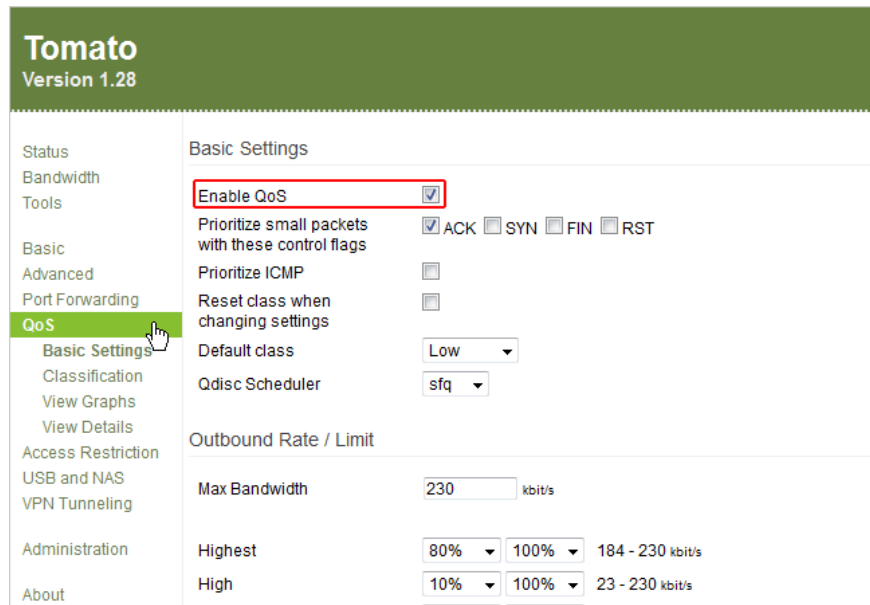 Tomato
Version 1.28
Status
Bandwidth
Tools
Basic
Advanced
Port Forwarding
QoS
Basic Settings
Classification
View Graphs
View Details
Access Restriction
USB and NAS
VPN Tunneling
Administration
About
Basic Settings
Enable QoS
Prioritize small packets
with these control flags
ACK SYN FIN RST
Prioritize ICMP
Reset class when
changing settings
Default class Low
Qdisc Scheduler sfq
Outbound Rate / Limit
Max Bandwidth 230 kbit/s
Highest 80% 100% 184 - 230 kbit/s
High 10% 100% 23 - 230 kbit/s